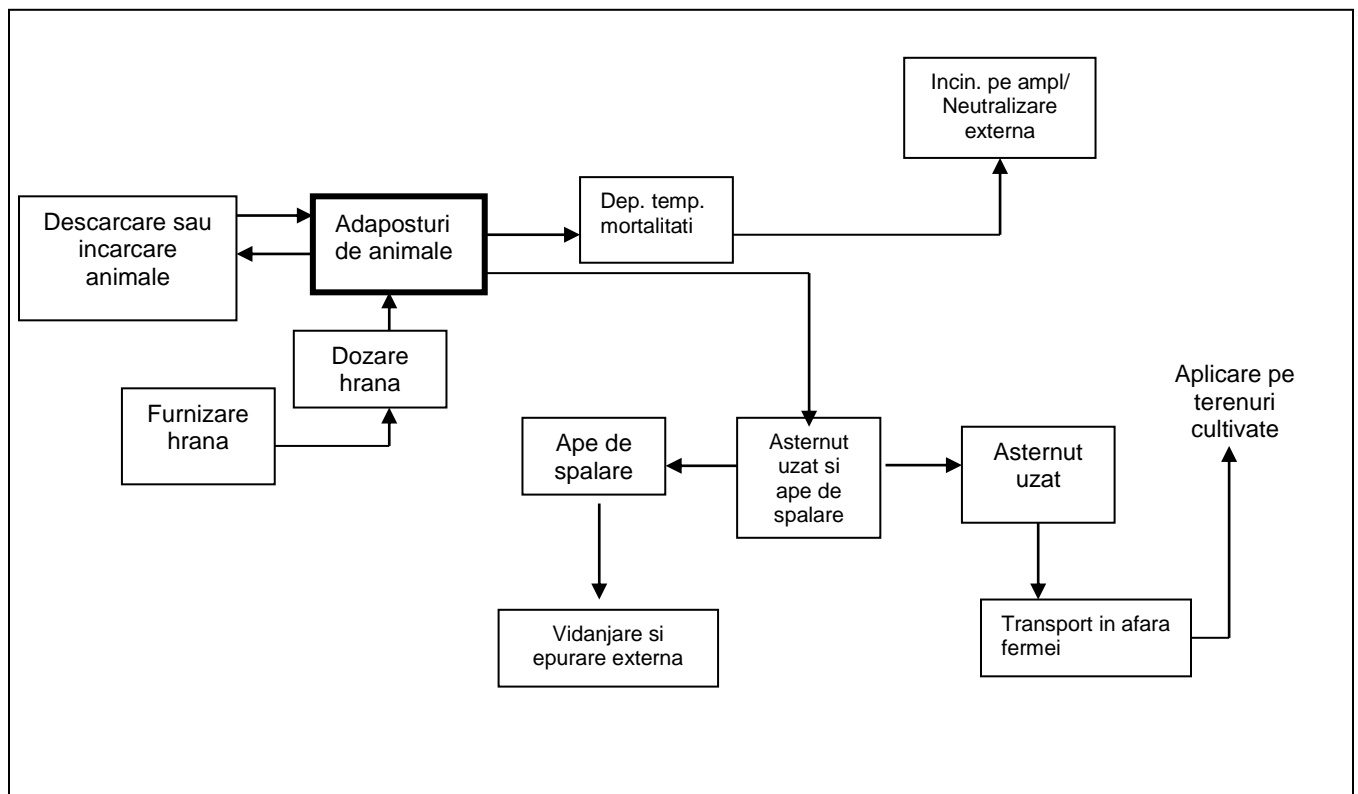 Incin. pe ampl/
Neutralizare
externa
Descarcare sau
incarcare
animale
Adaposturi
de animale
Dep. temp.
mortalitati
Dozare
hrana
Furnizare
hrana
Aplicare pe
terenuri
cultivate
Ape de
spalare
Asternut
uzat si
ape de
spalare
Asternut
uzat
Vidanjare si
epurare externa
Transport in afara
fermei